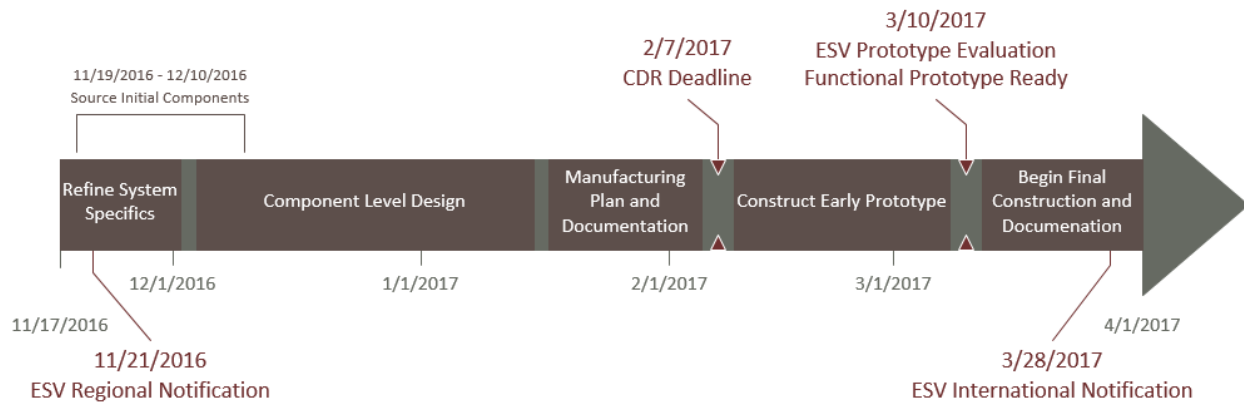 3/10/2017
2/7/2017
ESV Prototype Evaluation
11/19/2016 - 12/10/2016
CDR Deadline
Functional Prototype Ready
Source Initial Components
Refine System
Specifics
Component Level Design
Manufacturing
Plan and
Documentation
Construct Early Prototype
Begin Final
Construction and
Documenation
12/1/2016
1/1/2017
2/1/2017
3/1/2017
11/17/2016
4/1/2017
11/21/2016
ESV Regional Notification
3/28/2017
ESV International Notification